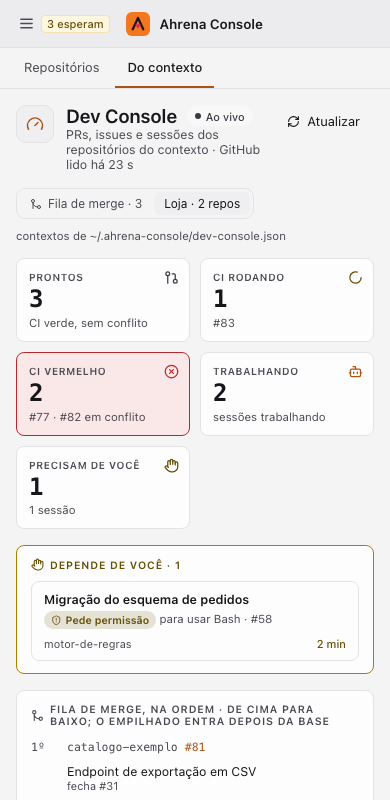 3 esperam
Ahrena Console
Repositórios
Do contexto
Dev Console
Ao vivo
PRs, issues e sessões dos
repositórios do contexto · GitHub
lido há 23 s
Atualizar
Fila de merge · 3
Loja · 2 repos
contextos de ~/.ahrena-console/dev-console.json
PRONTOS
3
CI verde, sem conflito
CI RODANDO
1
#83
CI VERMELHO
2
#77 · #82 em conflito
TRABALHANDO
2
sessões trabalhando
PRECISAM DE VOCÊ
1
1 sessão
DEPENDE DE VOCÊ · 1
Migração do esquema de pedidos
Pede permissão para usar Bash · #58
motor-de-regras
2 min
FILA DE MERGE, NA ORDEM · DE CIMA PARA
BAIXO; O EMPILHADO ENTRA DEPOIS DA BASE
1º catalogo-exemplo #81
Endpoint de exportação em CSV
fecha #31